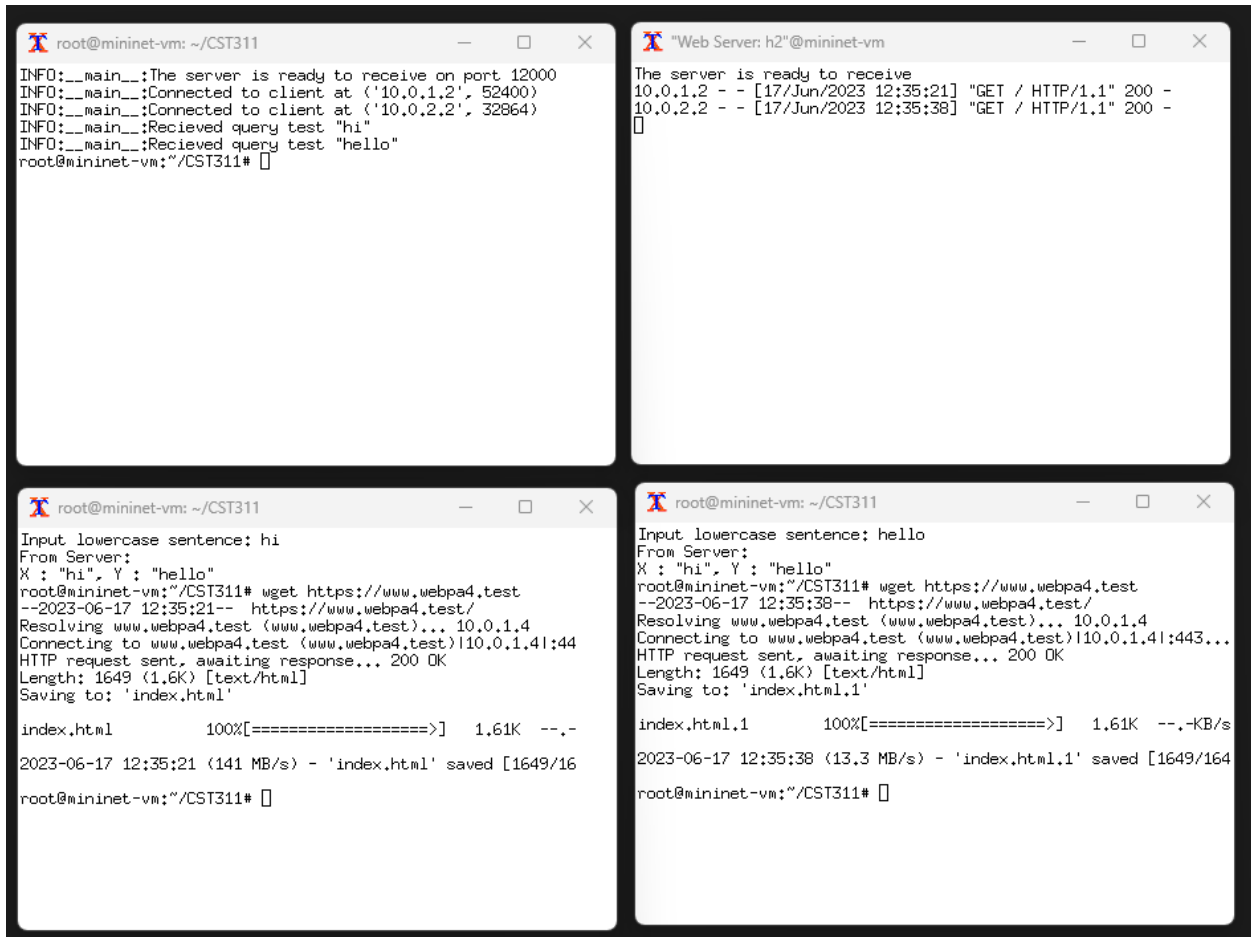 root@mininet-vm: ~/CST311
INFO:__main__:The server is ready to receive on port 12000
INFO:__main__:Connected to client at ('10.0.1.2', 52400)
INFO:__main__:Connected to client at ('10.0.2.2', 32864)
INFO:__main__:Recieved query test "hi"
INFO:__main__:Recieved query test "hello"
root@mininet-vm:~/CST311#
"Web Server: h2"@mininet-vm
The server is ready to receive
10.0.1.2 - - [17/Jun/2023 12:35:21] "GET / HTTP/1.1" 200 -
10.0.2.2 - - [17/Jun/2023 12:35:38] "GET / HTTP/1.1" 200 -
root@mininet-vm: ~/CST311
Input lowercase sentence: hi
From Server:
X : "hi", Y : "hello"
root@mininet-vm:~/CST311# wget https://www.webpa4.test
--2023-06-17 12:35:21--  https://www.webpa4.test/
Resolving www.webpa4.test (www.webpa4.test)... 10.0.1.4
Connecting to www.webpa4.test (www.webpa4.test)|10.0.1.4|:44
HTTP request sent, awaiting response... 200 OK
Length: 1649 (1.6K) [text/html]
Saving to: 'index.html'
index.html 100%[===================>] 1.61K --.-
2023-06-17 12:35:21 (141 MB/s) - 'index.html' saved [1649/16
root@mininet-vm:~/CST311#
root@mininet-vm: ~/CST311
Input lowercase sentence: hello
From Server:
X : "hi", Y : "hello"
root@mininet-vm:~/CST311# wget https://www.webpa4.test
--2023-06-17 12:35:38--  https://www.webpa4.test/
Resolving www.webpa4.test (www.webpa4.test)... 10.0.1.4
Connecting to www.webpa4.test (www.webpa4.test)|10.0.1.4|:443...
HTTP request sent, awaiting response... 200 OK
Length: 1649 (1.6K) [text/html]
Saving to: 'index.html.1'
index.html.1 100%[===================>] 1.61K --.-KB/s
2023-06-17 12:35:38 (13.3 MB/s) - 'index.html.1' saved [1649/164
root@mininet-vm:~/CST311#